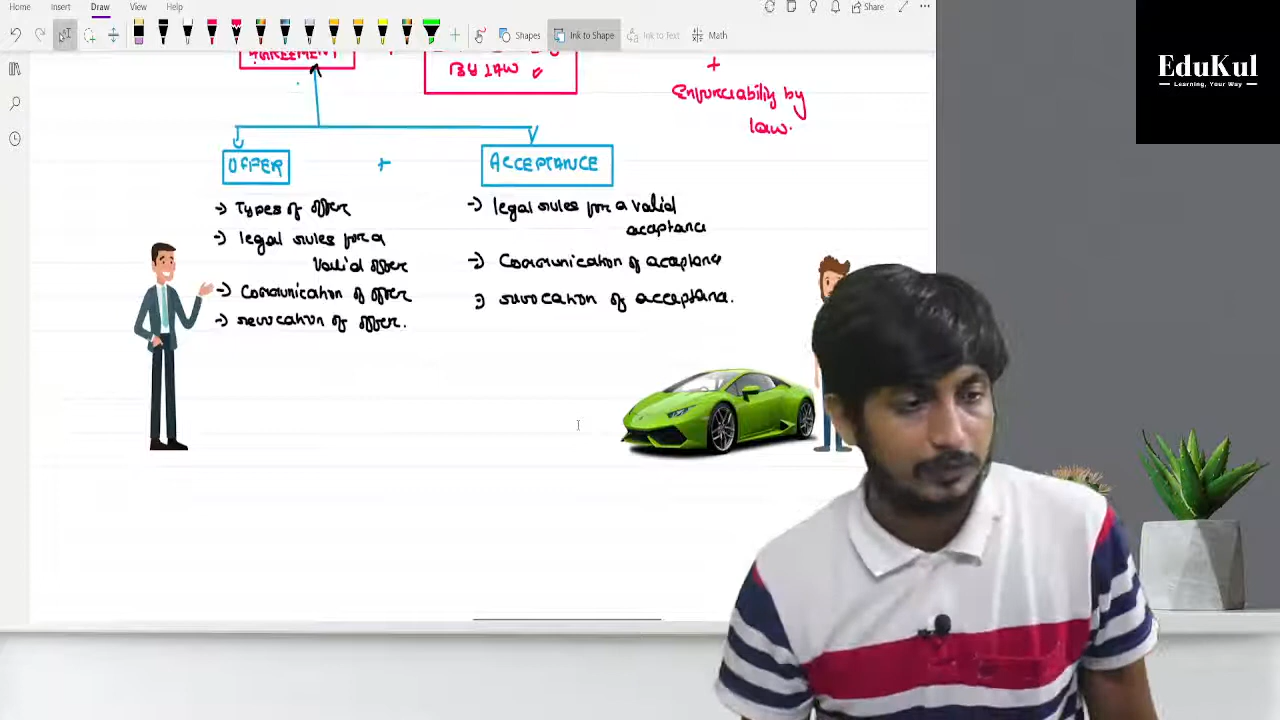 Home Insert Draw View Help Share
Shapes Ink to Shape Ink to Text Math
EduKul
Learning, Your Way
AGREEMENT +
BY LAW +
Enforceability by
law.
OFFER + ACCEPTANCE
→ Types of offer
→ legal rules for a
valid offer
→ Communication of offer
→ revocation of offer.
→ legal rules for a valid
acceptance
→ Communication of acceptance
→ revocation of acceptance.